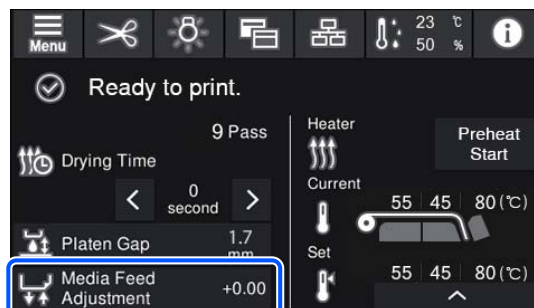 Menu
23 ℃
50 %
Ready to print.
9 Pass
Drying Time
0
second
Platen Gap
1.7
mm
Media Feed
Adjustment
+0.00
Heater
Preheat
Start
Current
55 45 80(℃)
Set
55 45 80(℃)